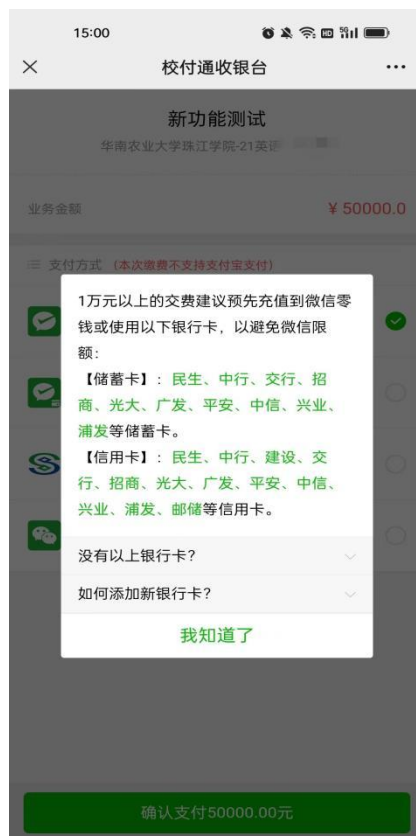 15:00
HD 5G
校付通收银台
新功能测试
华南农业大学珠江学院-21英语
业务金额
¥ 50000.0
支付方式 (本次缴费不支持支付宝支付)
1万元以上的交费建议预先充值到微信零
钱或使用以下银行卡，以避免微信限
额：
【储蓄卡】：民生、中行、交行、招
商、光大、广发、平安、中信、兴业、
浦发等储蓄卡。
【信用卡】：民生、中行、建设、交
行、招商、光大、广发、平安、中信、
兴业、浦发、邮储等信用卡。
没有以上银行卡?
如何添加新银行卡?
我知道了
确认支付50000.00元